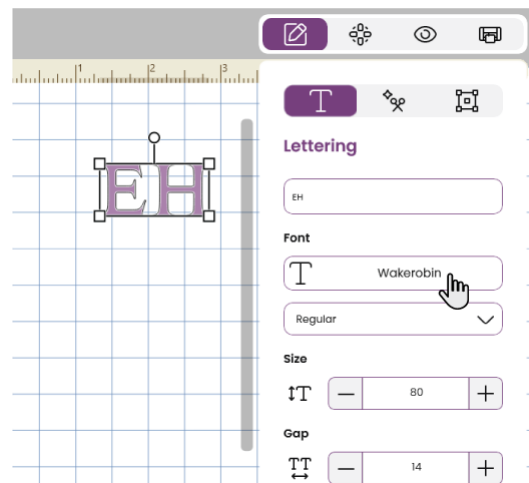 1 2 3
EH
Lettering
EH
Font
Wakerobin
Regular
Size
80
Gap
14